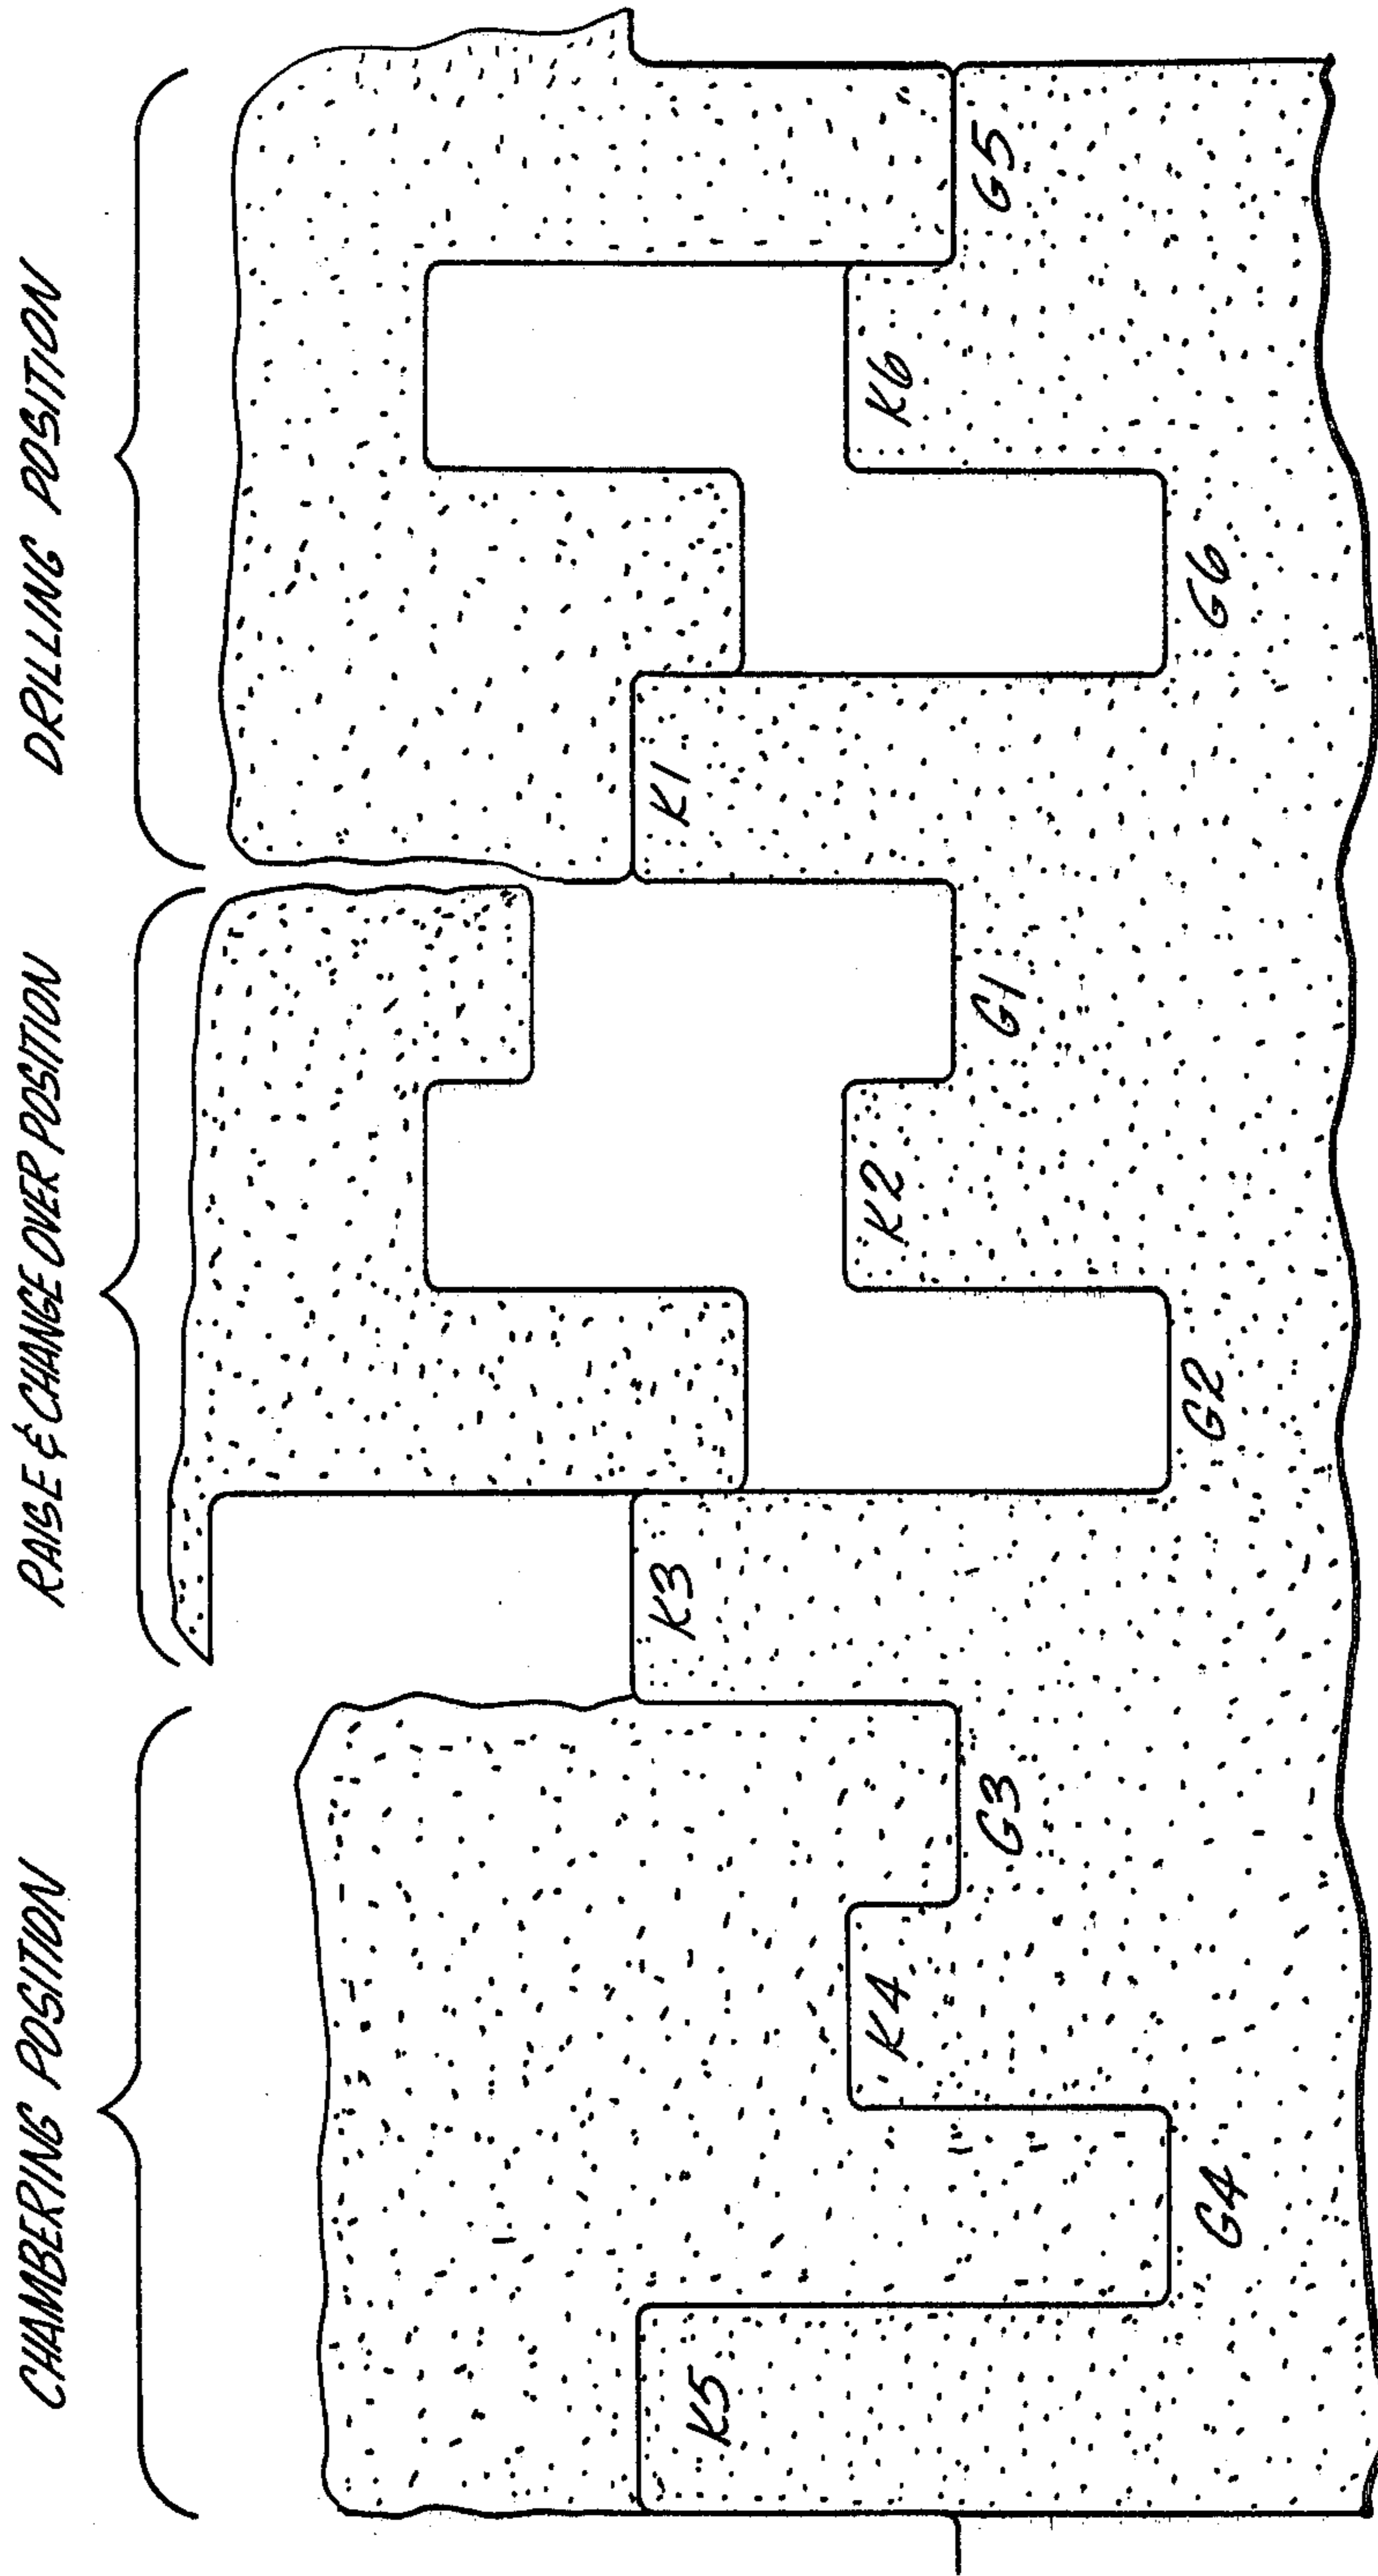 CHAMBERING POSITION
RAISE & CHANGE OVER POSITION
DRILLING POSITION
K5
G4
K4
G3
K3
G2
K2
G1
K1
G6
K6
G5